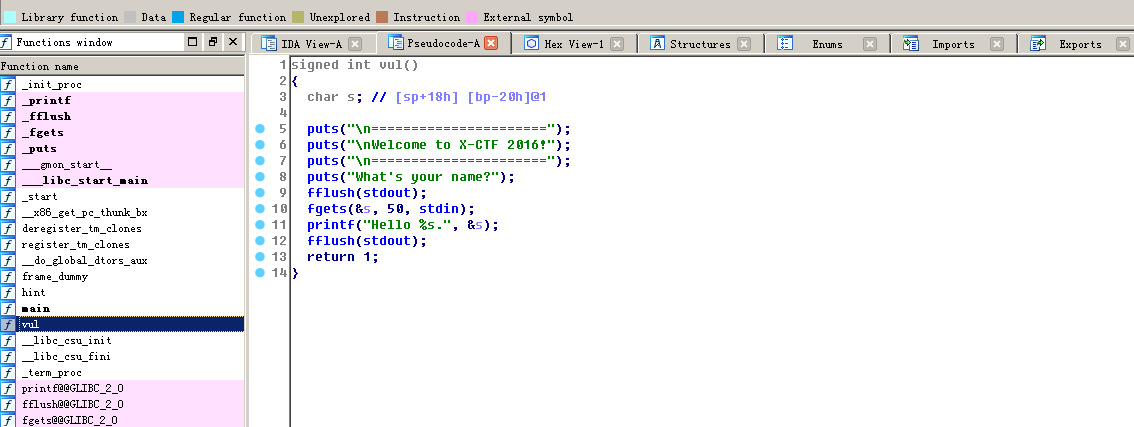 Library function Data Regular function Unexplored Instruction External symbol
Functions window
IDA View-A Pseudocode-A Hex View-1 Structures Enums Imports Exports
Function name
_init_proc
_printf
_fflush
_fgets
_puts
___gmon_start__
___libc_start_main
_start
__x86_get_pc_thunk_bx
deregister_tm_clones
register_tm_clones
__do_global_dtors_aux
frame_dummy
hint
main
vul
__libc_csu_init
__libc_csu_fini
_term_proc
printf@@GLIBC_2_0
fflush@@GLIBC_2_0
fgets@@GLIBC_2_0
1 signed int vul()
2 {
3 char s; // [sp+18h] [bp-20h]@1
4
5 puts("\n======================");
6 puts("\nWelcome to X-CTF 2016!");
7 puts("\n======================");
8 puts("What's your name?");
9 fflush(stdout);
10 fgets(&s, 50, stdin);
11 printf("Hello %s.", &s);
12 fflush(stdout);
13 return 1;
14 }